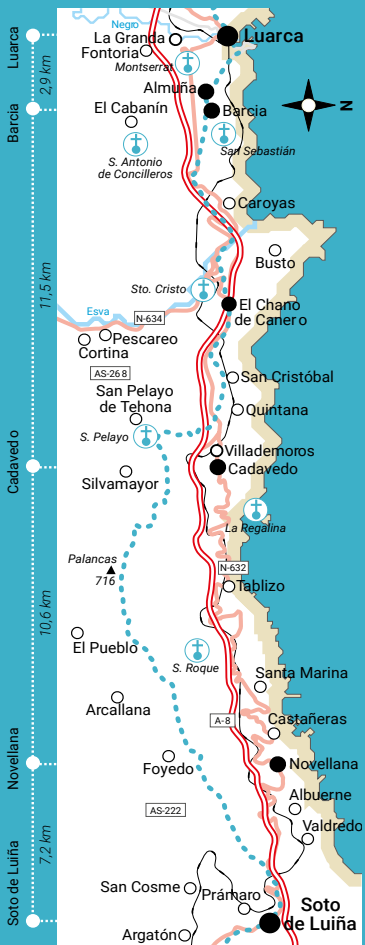 Luarca
2,9 km
Barcia
11,5 km
Cadavedo
10,6 km
Novellana
7,2 km
Soto de Luiña
Negro
La Granda
Luarca
Fontoria
Montserrat
Almuña
Barcia
El Cabanín
San Sebastián
S. Antonio
de Concilleros
N
Caroyas
Busto
Sto. Cristo
El Chano
de Canero
Esva
N-634
Pescareo
Cortina
AS-268
San Cristóbal
San Pelayo
de Tehona
Quintana
S. Pelayo
Villademoros
Cadavedo
Silvamayor
La Regalina
Palancas
716
N-632
Tablizo
El Pueblo
S. Roque
Santa Marina
Arcallana
A-8
Castañeras
Foyedo
Novellana
Albuerne
AS-222
Valdredo
San Cosme
Prámaro
Soto
de Luiña
Argatón